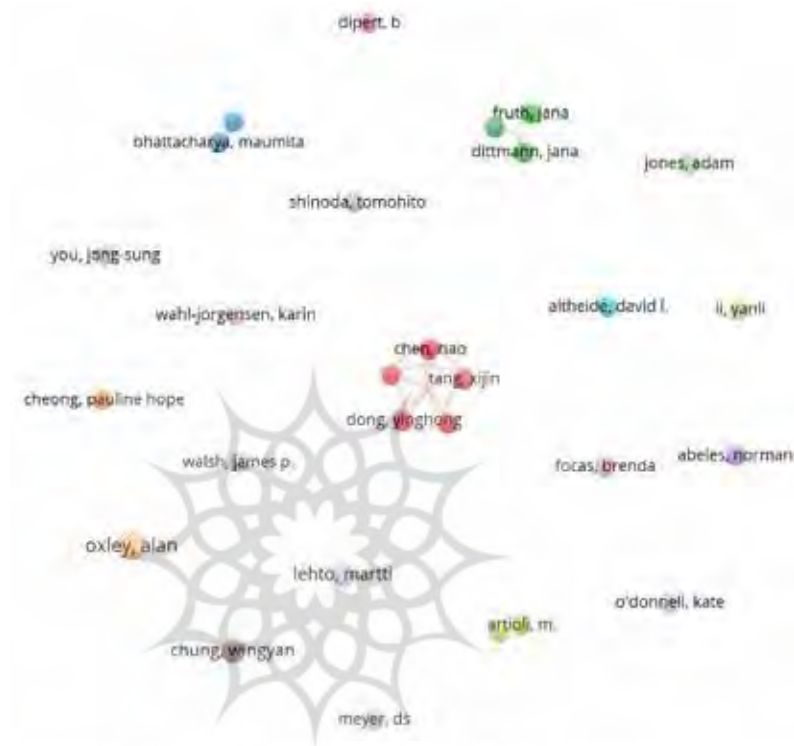 dipert, b
fruth, jana
bhattacharya, maumita
dittmann, jana
jones, adam
shinoda, tomohito
you, jong-sung
altheide, david l.
li, yanli
wahl-jorgensen, karin
chen, hao
tang, xijin
cheong, pauline hope
dong, yinghong
walsh, james p.
focas, brenda
abeles, norman
oxley, alan
lehto, martti
o'donnell, kate
artioli, m.
chung, wingyan
meyer, ds